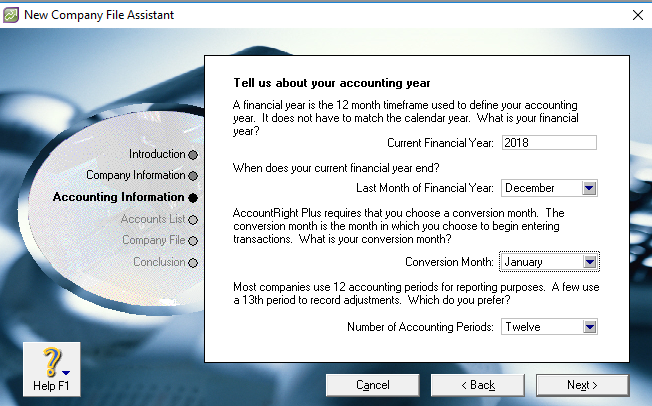 New Company File Assistant
Tell us about your accounting year
A financial year is the 12 month timeframe used to define your accounting
year. It does not have to match the calendar year. What is your financial
year?
Current Financial Year: 2018
When does your current financial year end?
Last Month of Financial Year: December
AccountRight Plus requires that you choose a conversion month. The
conversion month is the month in which you choose to begin entering
transactions. What is your conversion month?
Conversion Month: January
Most companies use 12 accounting periods for reporting purposes. A few use
a 13th period to record adjustments. Which do you prefer?
Number of Accounting Periods: Twelve
Introduction
Company Information
Accounting Information
Accounts List
Company File
Conclusion
Help F1
Cancel
< Back
Next >